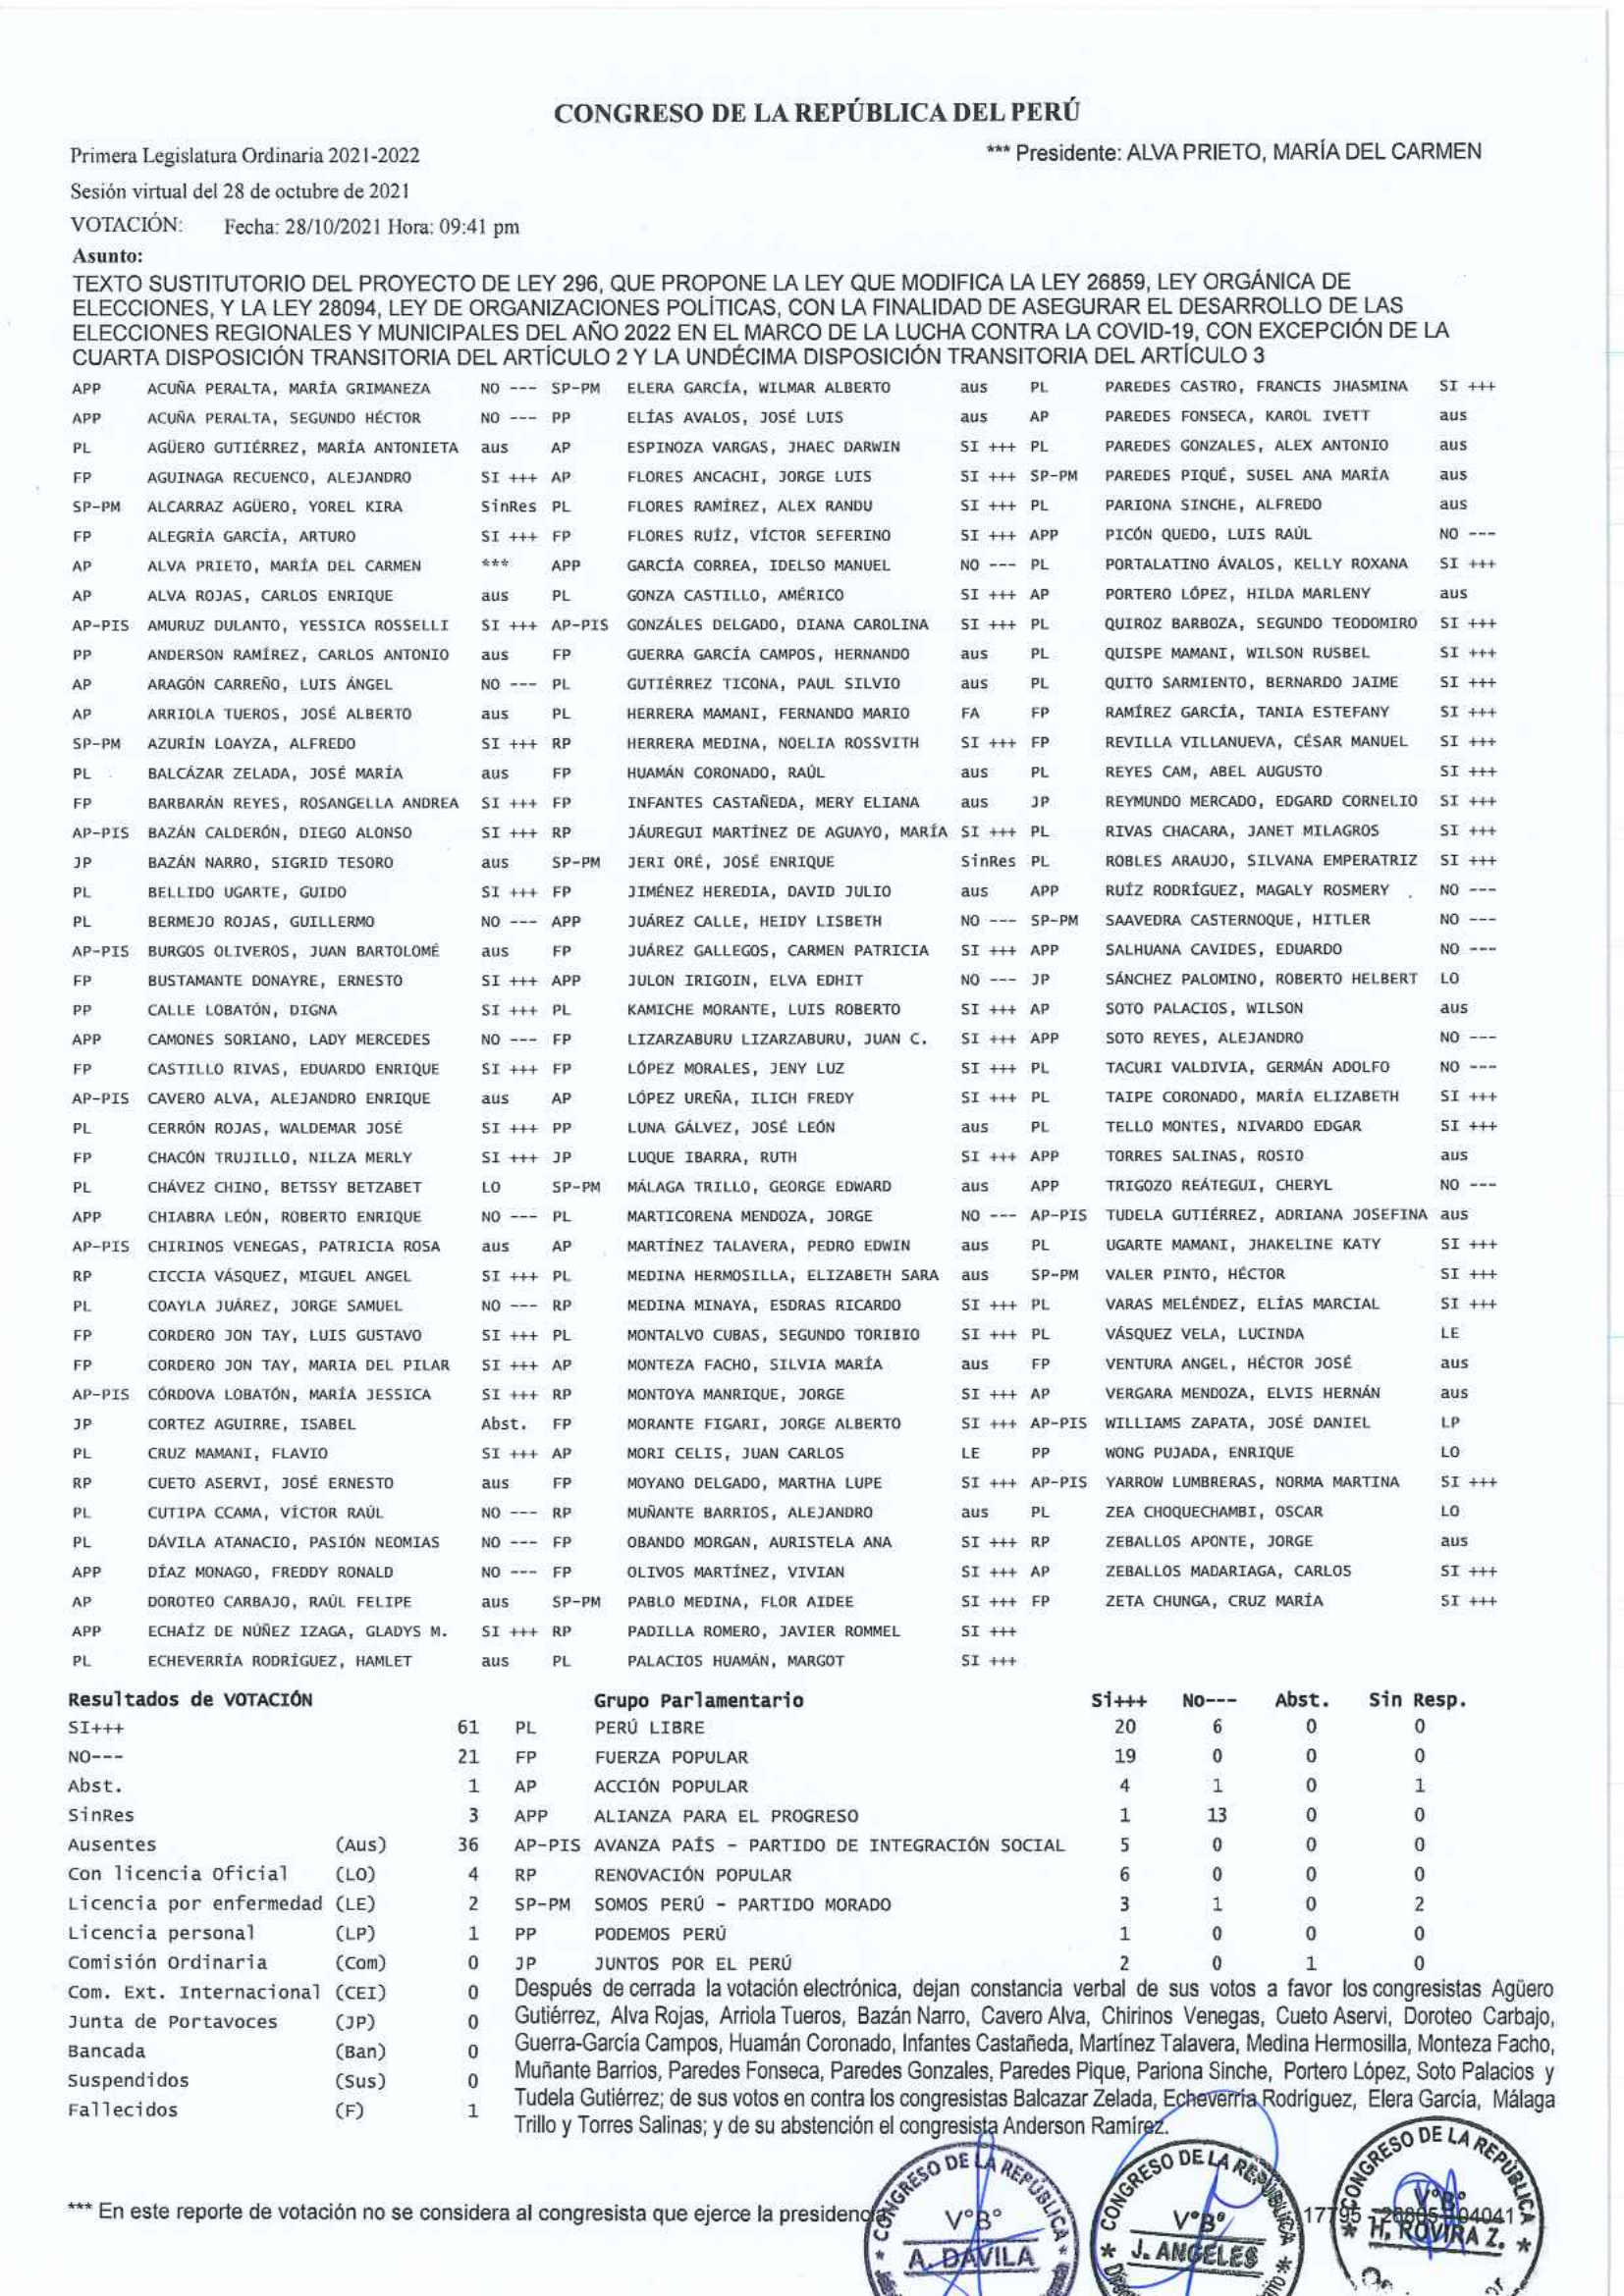 CONGRESO DE LA REPÚBLICA DEL PERÚ
Primera Legislatura Ordinaria 2021-2022 *** Presidente: ALVA PRIETO, MARÍA DEL CARMEN
Sesión virtual del 28 de octubre de 2021
VOTACIÓN: Fecha: 28/10/2021 Hora: 09:41 pm
Asunto:
TEXTO SUSTITUTORIO DEL PROYECTO DE LEY 296, QUE PROPONE LA LEY QUE MODIFICA LA LEY 26859, LEY ORGÁNICA DE
ELECCIONES, Y LA LEY 28094, LEY DE ORGANIZACIONES POLÍTICAS, CON LA FINALIDAD DE ASEGURAR EL DESARROLLO DE LAS
ELECCIONES REGIONALES Y MUNICIPALES DEL AÑO 2022 EN EL MARCO DE LA LUCHA CONTRA LA COVID-19, CON EXCEPCIÓN DE LA
CUARTA DISPOSICIÓN TRANSITORIA DEL ARTÍCULO 2 Y LA UNDÉCIMA DISPOSICIÓN TRANSITORIA DEL ARTÍCULO 3
APP ACUÑA PERALTA, MARÍA GRIMANEZA NO --- SP-PM ELERA GARCÍA, WILMAR ALBERTO aus PL PAREDES CASTRO, FRANCIS JHASMINA SI +++
APP ACUÑA PERALTA, SEGUNDO HÉCTOR NO --- PP ELÍAS AVALOS, JOSÉ LUIS aus AP PAREDES FONSECA, KAROL IVETT aus
PL AGÜERO GUTIÉRREZ, MARÍA ANTONIETA aus AP ESPINOZA VARGAS, JHAEC DARWIN SI +++ PL PAREDES GONZALES, ALEX ANTONIO aus
FP AGUINAGA RECUENCO, ALEJANDRO SI +++ AP FLORES ANCACHI, JORGE LUIS SI +++ SP-PM PAREDES PIQUÉ, SUSEL ANA MARÍA aus
SP-PM ALCARRAZ AGÜERO, YOREL KIRA SinRes PL FLORES RAMÍREZ, ALEX RANDU SI +++ PL PARIONA SINCHE, ALFREDO aus
FP ALEGRÍA GARCÍA, ARTURO SI +++ FP FLORES RUÍZ, VÍCTOR SEFERINO SI +++ APP PICÓN QUEDO, LUIS RAÚL NO ---
AP ALVA PRIETO, MARÍA DEL CARMEN *** APP GARCÍA CORREA, IDELSO MANUEL NO --- PL PORTALATINO ÁVALOS, KELLY ROXANA SI +++
AP ALVA ROJAS, CARLOS ENRIQUE aus PL GONZA CASTILLO, AMÉRICO SI +++ AP PORTERO LÓPEZ, HILDA MARLENY aus
AP-PIS AMURUZ DULANTO, YESSICA ROSSELLI SI +++ AP-PIS GONZÁLES DELGADO, DIANA CAROLINA SI +++ PL QUIROZ BARBOZA, SEGUNDO TEODOMIRO SI +++
PP ANDERSON RAMÍREZ, CARLOS ANTONIO aus FP GUERRA GARCÍA CAMPOS, HERNANDO aus PL QUISPE MAMANI, WILSON RUSBEL SI +++
AP ARAGÓN CARREÑO, LUIS ÁNGEL NO --- PL GUTIÉRREZ TICONA, PAUL SILVIO aus PL QUITO SARMIENTO, BERNARDO JAIME SI +++
AP ARRIOLA TUEROS, JOSÉ ALBERTO aus PL HERRERA MAMANI, FERNANDO MARIO FA FP RAMÍREZ GARCÍA, TANIA ESTEFANY SI +++
SP-PM AZURÍN LOAYZA, ALFREDO SI +++ RP HERRERA MEDINA, NOELIA ROSSVITH SI +++ FP REVILLA VILLANUEVA, CÉSAR MANUEL SI +++
PL BALCÁZAR ZELADA, JOSÉ MARÍA aus FP HUAMÁN CORONADO, RAÚL aus PL REYES CAM, ABEL AUGUSTO SI +++
FP BARBARÁN REYES, ROSANGELLA ANDREA SI +++ FP INFANTES CASTAÑEDA, MERY ELIANA aus JP REYMUNDO MERCADO, EDGARD CORNELIO SI +++
AP-PIS BAZÁN CALDERÓN, DIEGO ALONSO SI +++ RP JÁUREGUI MARTÍNEZ DE AGUAYO, MARÍA SI +++ PL RIVAS CHACARA, JANET MILAGROS SI +++
JP BAZÁN NARRO, SIGRID TESORO aus SP-PM JERI ORÉ, JOSÉ ENRIQUE SinRes PL ROBLES ARAUJO, SILVANA EMPERATRIZ SI +++
PL BELLIDO UGARTE, GUIDO SI +++ FP JIMÉNEZ HEREDIA, DAVID JULIO aus APP RUÍZ RODRÍGUEZ, MAGALY ROSMERY NO ---
PL BERMEJO ROJAS, GUILLERMO NO --- APP JUÁREZ CALLE, HEIDY LISBETH NO --- SP-PM SAAVEDRA CASTERNOQUE, HITLER NO ---
AP-PIS BURGOS OLIVEROS, JUAN BARTOLOMÉ aus FP JUÁREZ GALLEGOS, CARMEN PATRICIA SI +++ APP SALHUANA CAVIDES, EDUARDO NO ---
FP BUSTAMANTE DONAYRE, ERNESTO SI +++ APP JULON IRIGOIN, ELVA EDHIT NO --- JP SÁNCHEZ PALOMINO, ROBERTO HELBERT LO
PP CALLE LOBATÓN, DIGNA SI +++ PL KAMICHE MORANTE, LUIS ROBERTO SI +++ AP SOTO PALACIOS, WILSON aus
APP CAMONES SORIANO, LADY MERCEDES NO --- FP LIZARZABURU LIZARZABURU, JUAN C. SI +++ APP SOTO REYES, ALEJANDRO NO ---
FP CASTILLO RIVAS, EDUARDO ENRIQUE SI +++ FP LÓPEZ MORALES, JENY LUZ SI +++ PL TACURI VALDIVIA, GERMÁN ADOLFO NO ---
AP-PIS CAVERO ALVA, ALEJANDRO ENRIQUE aus AP LÓPEZ UREÑA, ILICH FREDY SI +++ PL TAIPE CORONADO, MARÍA ELIZABETH SI +++
PL CERRÓN ROJAS, WALDEMAR JOSÉ SI +++ PP LUNA GÁLVEZ, JOSÉ LEÓN aus PL TELLO MONTES, NIVARDO EDGAR SI +++
FP CHACÓN TRUJILLO, NILZA MERLY SI +++ JP LUQUE IBARRA, RUTH SI +++ APP TORRES SALINAS, ROSIO aus
PL CHÁVEZ CHINO, BETSSY BETZABET LO SP-PM MÁLAGA TRILLO, GEORGE EDWARD aus APP TRIGOZO REÁTEGUI, CHERYL NO ---
APP CHIABRA LEÓN, ROBERTO ENRIQUE NO --- PL MARTICORENA MENDOZA, JORGE NO --- AP-PIS TUDELA GUTIÉRREZ, ADRIANA JOSEFINA aus
AP-PIS CHIRINOS VENEGAS, PATRICIA ROSA aus AP MARTÍNEZ TALAVERA, PEDRO EDWIN aus PL UGARTE MAMANI, JHAKELINE KATY SI +++
RP CICCIA VÁSQUEZ, MIGUEL ANGEL SI +++ PL MEDINA HERMOSILLA, ELIZABETH SARA aus SP-PM VALER PINTO, HÉCTOR SI +++
PL COAYLA JUÁREZ, JORGE SAMUEL NO --- RP MEDINA MINAYA, ESDRAS RICARDO SI +++ PL VARAS MELÉNDEZ, ELÍAS MARCIAL SI +++
FP CORDERO JON TAY, LUIS GUSTAVO SI +++ PL MONTALVO CUBAS, SEGUNDO TORIBIO SI +++ PL VÁSQUEZ VELA, LUCINDA LE
FP CORDERO JON TAY, MARIA DEL PILAR SI +++ AP MONTEZA FACHO, SILVIA MARÍA aus FP VENTURA ANGEL, HÉCTOR JOSÉ aus
AP-PIS CÓRDOVA LOBATÓN, MARÍA JESSICA SI +++ RP MONTOYA MANRIQUE, JORGE SI +++ AP VERGARA MENDOZA, ELVIS HERNÁN aus
JP CORTEZ AGUIRRE, ISABEL Abst. FP MORANTE FIGARI, JORGE ALBERTO SI +++ AP-PIS WILLIAMS ZAPATA, JOSÉ DANIEL LP
PL CRUZ MAMANI, FLAVIO SI +++ AP MORI CELIS, JUAN CARLOS LE PP WONG PUJADA, ENRIQUE LO
RP CUETO ASERVI, JOSÉ ERNESTO aus FP MOYANO DELGADO, MARTHA LUPE SI +++ AP-PIS YARROW LUMBRERAS, NORMA MARTINA SI +++
PL CUTIPA CCAMA, VÍCTOR RAÚL NO --- RP MUÑANTE BARRIOS, ALEJANDRO aus PL ZEA CHOQUECHAMBI, OSCAR LO
PL DÁVILA ATANACIO, PASIÓN NEOMIAS NO --- FP OBANDO MORGAN, AURISTELA ANA SI +++ RP ZEBALLOS APONTE, JORGE aus
APP DÍAZ MONAGO, FREDDY RONALD NO --- FP OLIVOS MARTÍNEZ, VIVIAN SI +++ AP ZEBALLOS MADARIAGA, CARLOS SI +++
AP DOROTEO CARBAJO, RAÚL FELIPE aus SP-PM PABLO MEDINA, FLOR AIDEE SI +++ FP ZETA CHUNGA, CRUZ MARÍA SI +++
APP ECHAÍZ DE NÚÑEZ IZAGA, GLADYS M. SI +++ RP PADILLA ROMERO, JAVIER ROMMEL SI +++
PL ECHEVERRÍA RODRÍGUEZ, HAMLET aus PL PALACIOS HUAMÁN, MARGOT SI +++
Resultados de VOTACIÓN Grupo Parlamentario Si+++ No--- Abst. Sin Resp.
SI+++ 61 PL PERÚ LIBRE 20 6 0 0
NO--- 21 FP FUERZA POPULAR 19 0 0 0
Abst. 1 AP ACCIÓN POPULAR 4 1 0 1
SinRes 3 APP ALIANZA PARA EL PROGRESO 1 13 0 0
Ausentes (Aus) 36 AP-PIS AVANZA PAÍS - PARTIDO DE INTEGRACIÓN SOCIAL 5 0 0 0
Con licencia Oficial (LO) 4 RP RENOVACIÓN POPULAR 6 0 0 0
Licencia por enfermedad (LE) 2 SP-PM SOMOS PERÚ - PARTIDO MORADO 3 1 0 2
Licencia personal (LP) 1 PP PODEMOS PERÚ 1 0 0 0
Comisión Ordinaria (Com) 0 JP JUNTOS POR EL PERÚ 2 0 1 0
Com. Ext. Internacional (CEI) 0
Junta de Portavoces (JP) 0
Bancada (Ban) 0
Suspendidos (Sus) 0
Fallecidos (F) 1
Después de cerrada la votación electrónica, dejan constancia verbal de sus votos a favor los congresistas Agüero
Gutiérrez, Alva Rojas, Arriola Tueros, Bazán Narro, Cavero Alva, Chirinos Venegas, Cueto Aservi, Doroteo Carbajo,
Guerra-García Campos, Huamán Coronado, Infantes Castañeda, Martínez Talavera, Medina Hermosilla, Monteza Facho,
Muñante Barrios, Paredes Fonseca, Paredes Gonzales, Paredes Pique, Pariona Sinche, Portero López, Soto Palacios y
Tudela Gutiérrez; de sus votos en contra los congresistas Balcazar Zelada, Echeverría Rodríguez, Elera García, Málaga
Trillo y Torres Salinas; y de su abstención el congresista Anderson Ramírez.
*** En este reporte de votación no se considera al congresista que ejerce la presidencia
17795
CONGRESO DE LA REPÚBLICA
V°B°
A. DAVILA
CONGRESO DE LA REPÚBLICA
V°B°
J. ANGELES
CONGRESO DE LA REPÚBLICA
V°B°
H. ROVIRA Z.